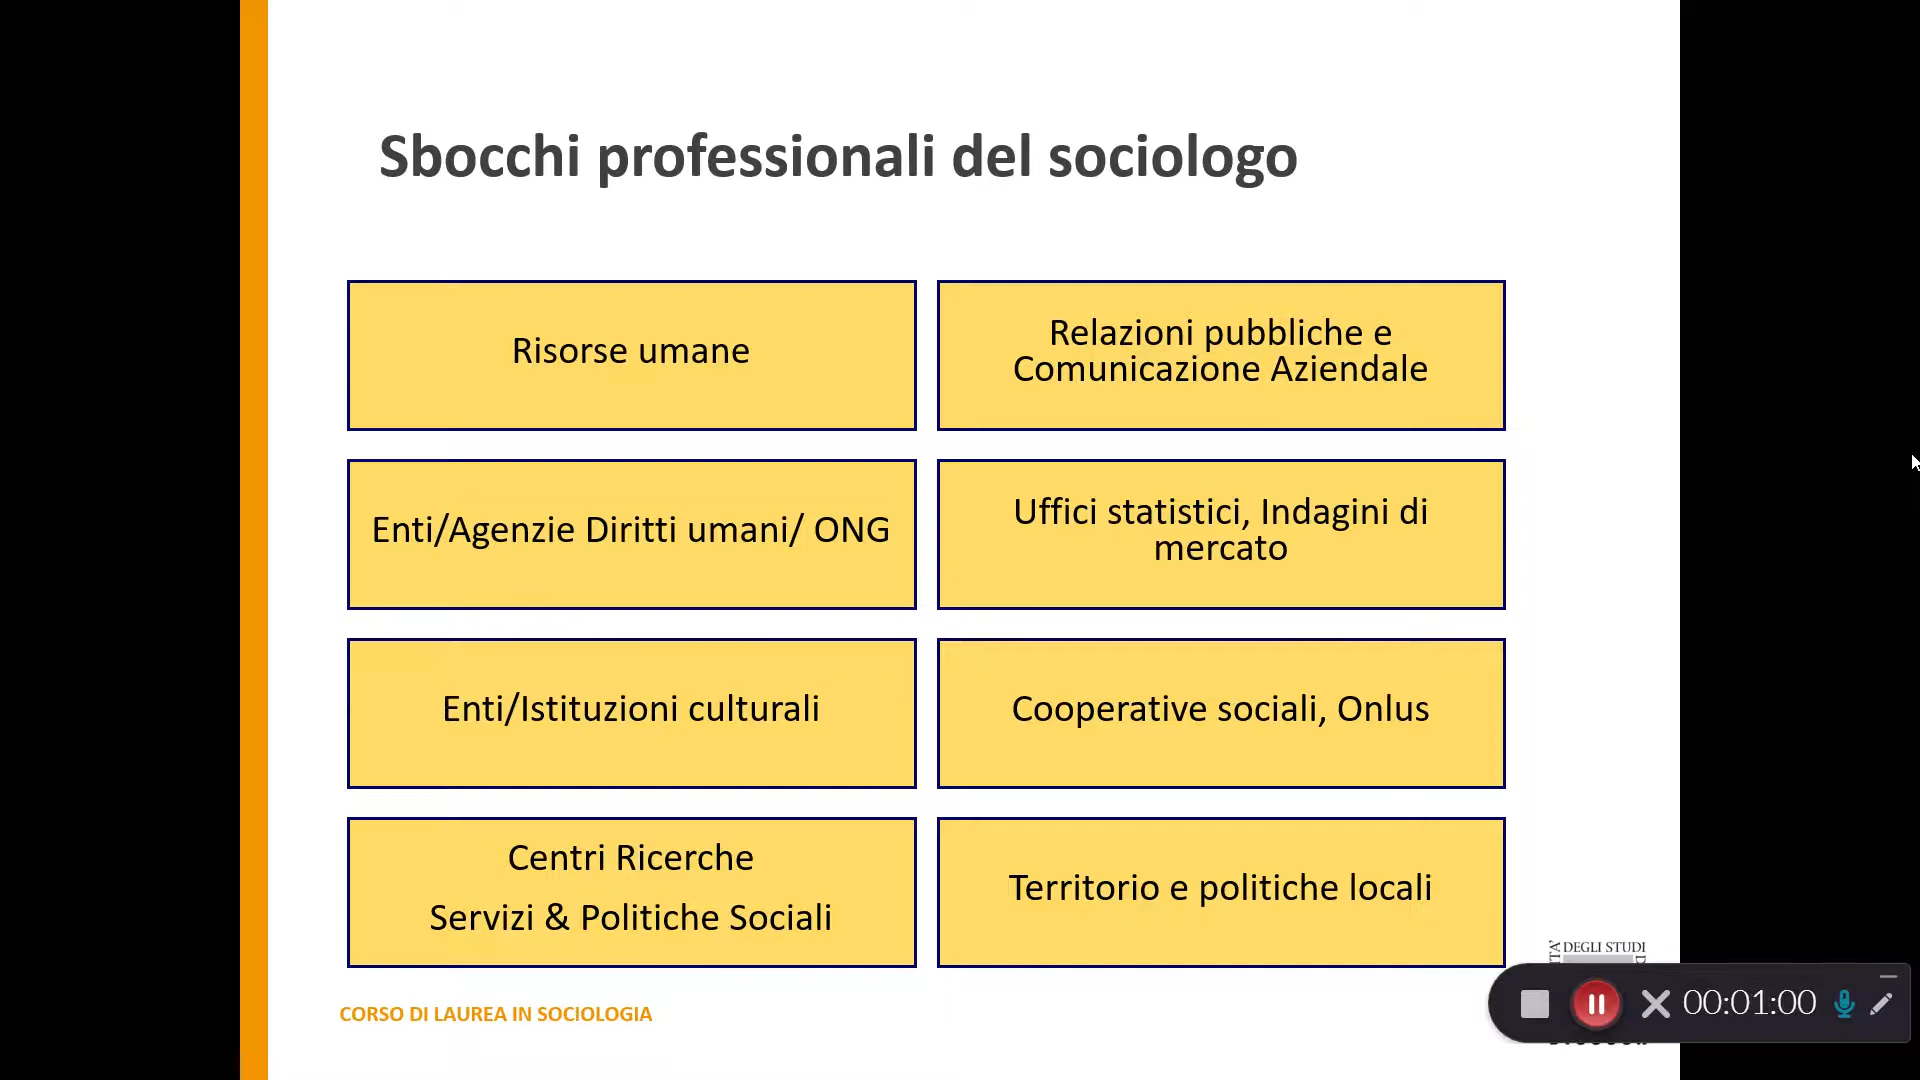 Sbocchi professionali del sociologo
Risorse umane
Relazioni pubbliche e
Comunicazione Aziendale
Enti/Agenzie Diritti umani/ ONG
Uffici statistici, Indagini di
mercato
Enti/Istituzioni culturali
Cooperative sociali, Onlus
Centri Ricerche
Servizi & Politiche Sociali
Territorio e politiche locali
DEGLI STUDI
CORSO DI LAUREA IN SOCIOLOGIA
00:01:00